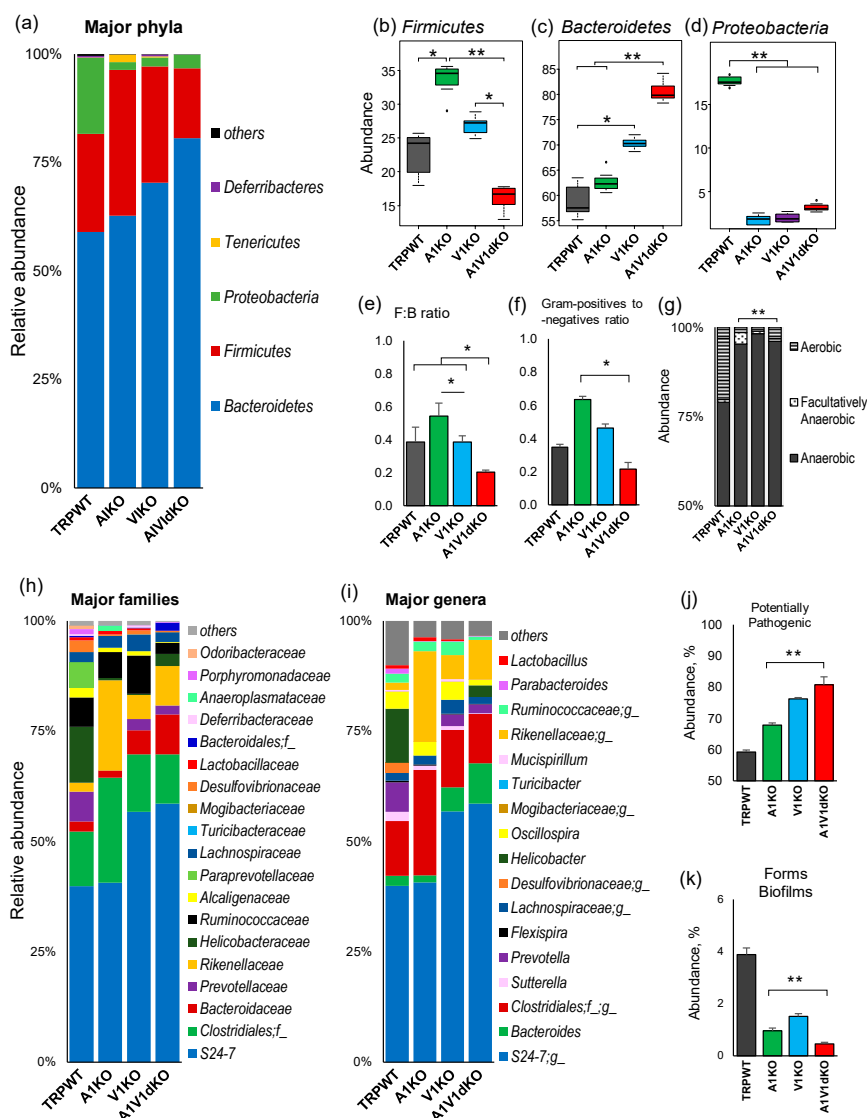 (a)
Major phyla
100%
75%
50%
25%
0%
Relative abundance
TRPWT
AIKO
VIKO
AIVIdKO
others
Deferribacteres
Tenericutes
Proteobacteria
Firmicutes
Bacteroidetes
(b)
Firmicutes
Abundance
35
30
25
20
15
*
**
*
TRPWT
A1KO
V1KO
A1V1dKO
(c)
Bacteroidetes
85
80
75
70
65
60
55
**
*
TRPWT
A1KO
V1KO
A1V1dKO
(d)
Proteobacteria
15
10
5
**
TRPWT
A1KO
V1KO
A1V1dKO
(e)
F:B ratio
1.0
0.8
0.6
0.4
0.2
0.0
*
*
TRPWT
A1KO
V1KO
A1V1dKO
(f)
Gram-positives to
-negatives ratio
1.0
0.8
0.6
0.4
0.2
0.0
*
TRPWT
A1KO
V1KO
A1V1dKO
(g)
**
100%
75%
50%
Abundance
TRPWT
A1KO
V1KO
A1V1dKO
Aerobic
Facultatively
Anaerobic
Anaerobic
(h)
Major families
100%
75%
50%
25%
0%
Relative abundance
TRPWT
A1KO
V1KO
A1V1dKO
others
Odoribacteraceae
Porphyromonadaceae
Anaeroplasmataceae
Deferribacteraceae
Bacteroidales;f_
Lactobacillaceae
Desulfovibrionaceae
Mogibacteriaceae
Turicibacteraceae
Lachnospiraceae
Paraprevotellaceae
Alcaligenaceae
Ruminococcaceae
Helicobacteraceae
Rikenellaceae
Prevotellaceae
Bacteroidaceae
Clostridiales;f_
S24-7
(i)
Major genera
100%
75%
50%
25%
0%
TRPWT
A1KO
V1KO
A1V1dKO
others
Lactobacillus
Parabacteroides
Ruminococcaceae;g_
Rikenellaceae;g_
Mucispirillum
Turicibacter
Mogibacteriaceae;g_
Oscillospira
Helicobacter
Desulfovibrionaceae;g_
Lachnospiraceae;g_
Flexispira
Prevotella
Sutterella
Clostridiales;f_;g_
Bacteroides
S24-7;g_
(j)
Potentially
Pathogenic
Abundance, %
90
80
70
60
50
**
TRPWT
A1KO
V1KO
A1V1dKO
(k)
Forms
Biofilms
Abundance, %
6
4
2
0
**
TRPWT
A1KO
V1KO
A1V1dKO